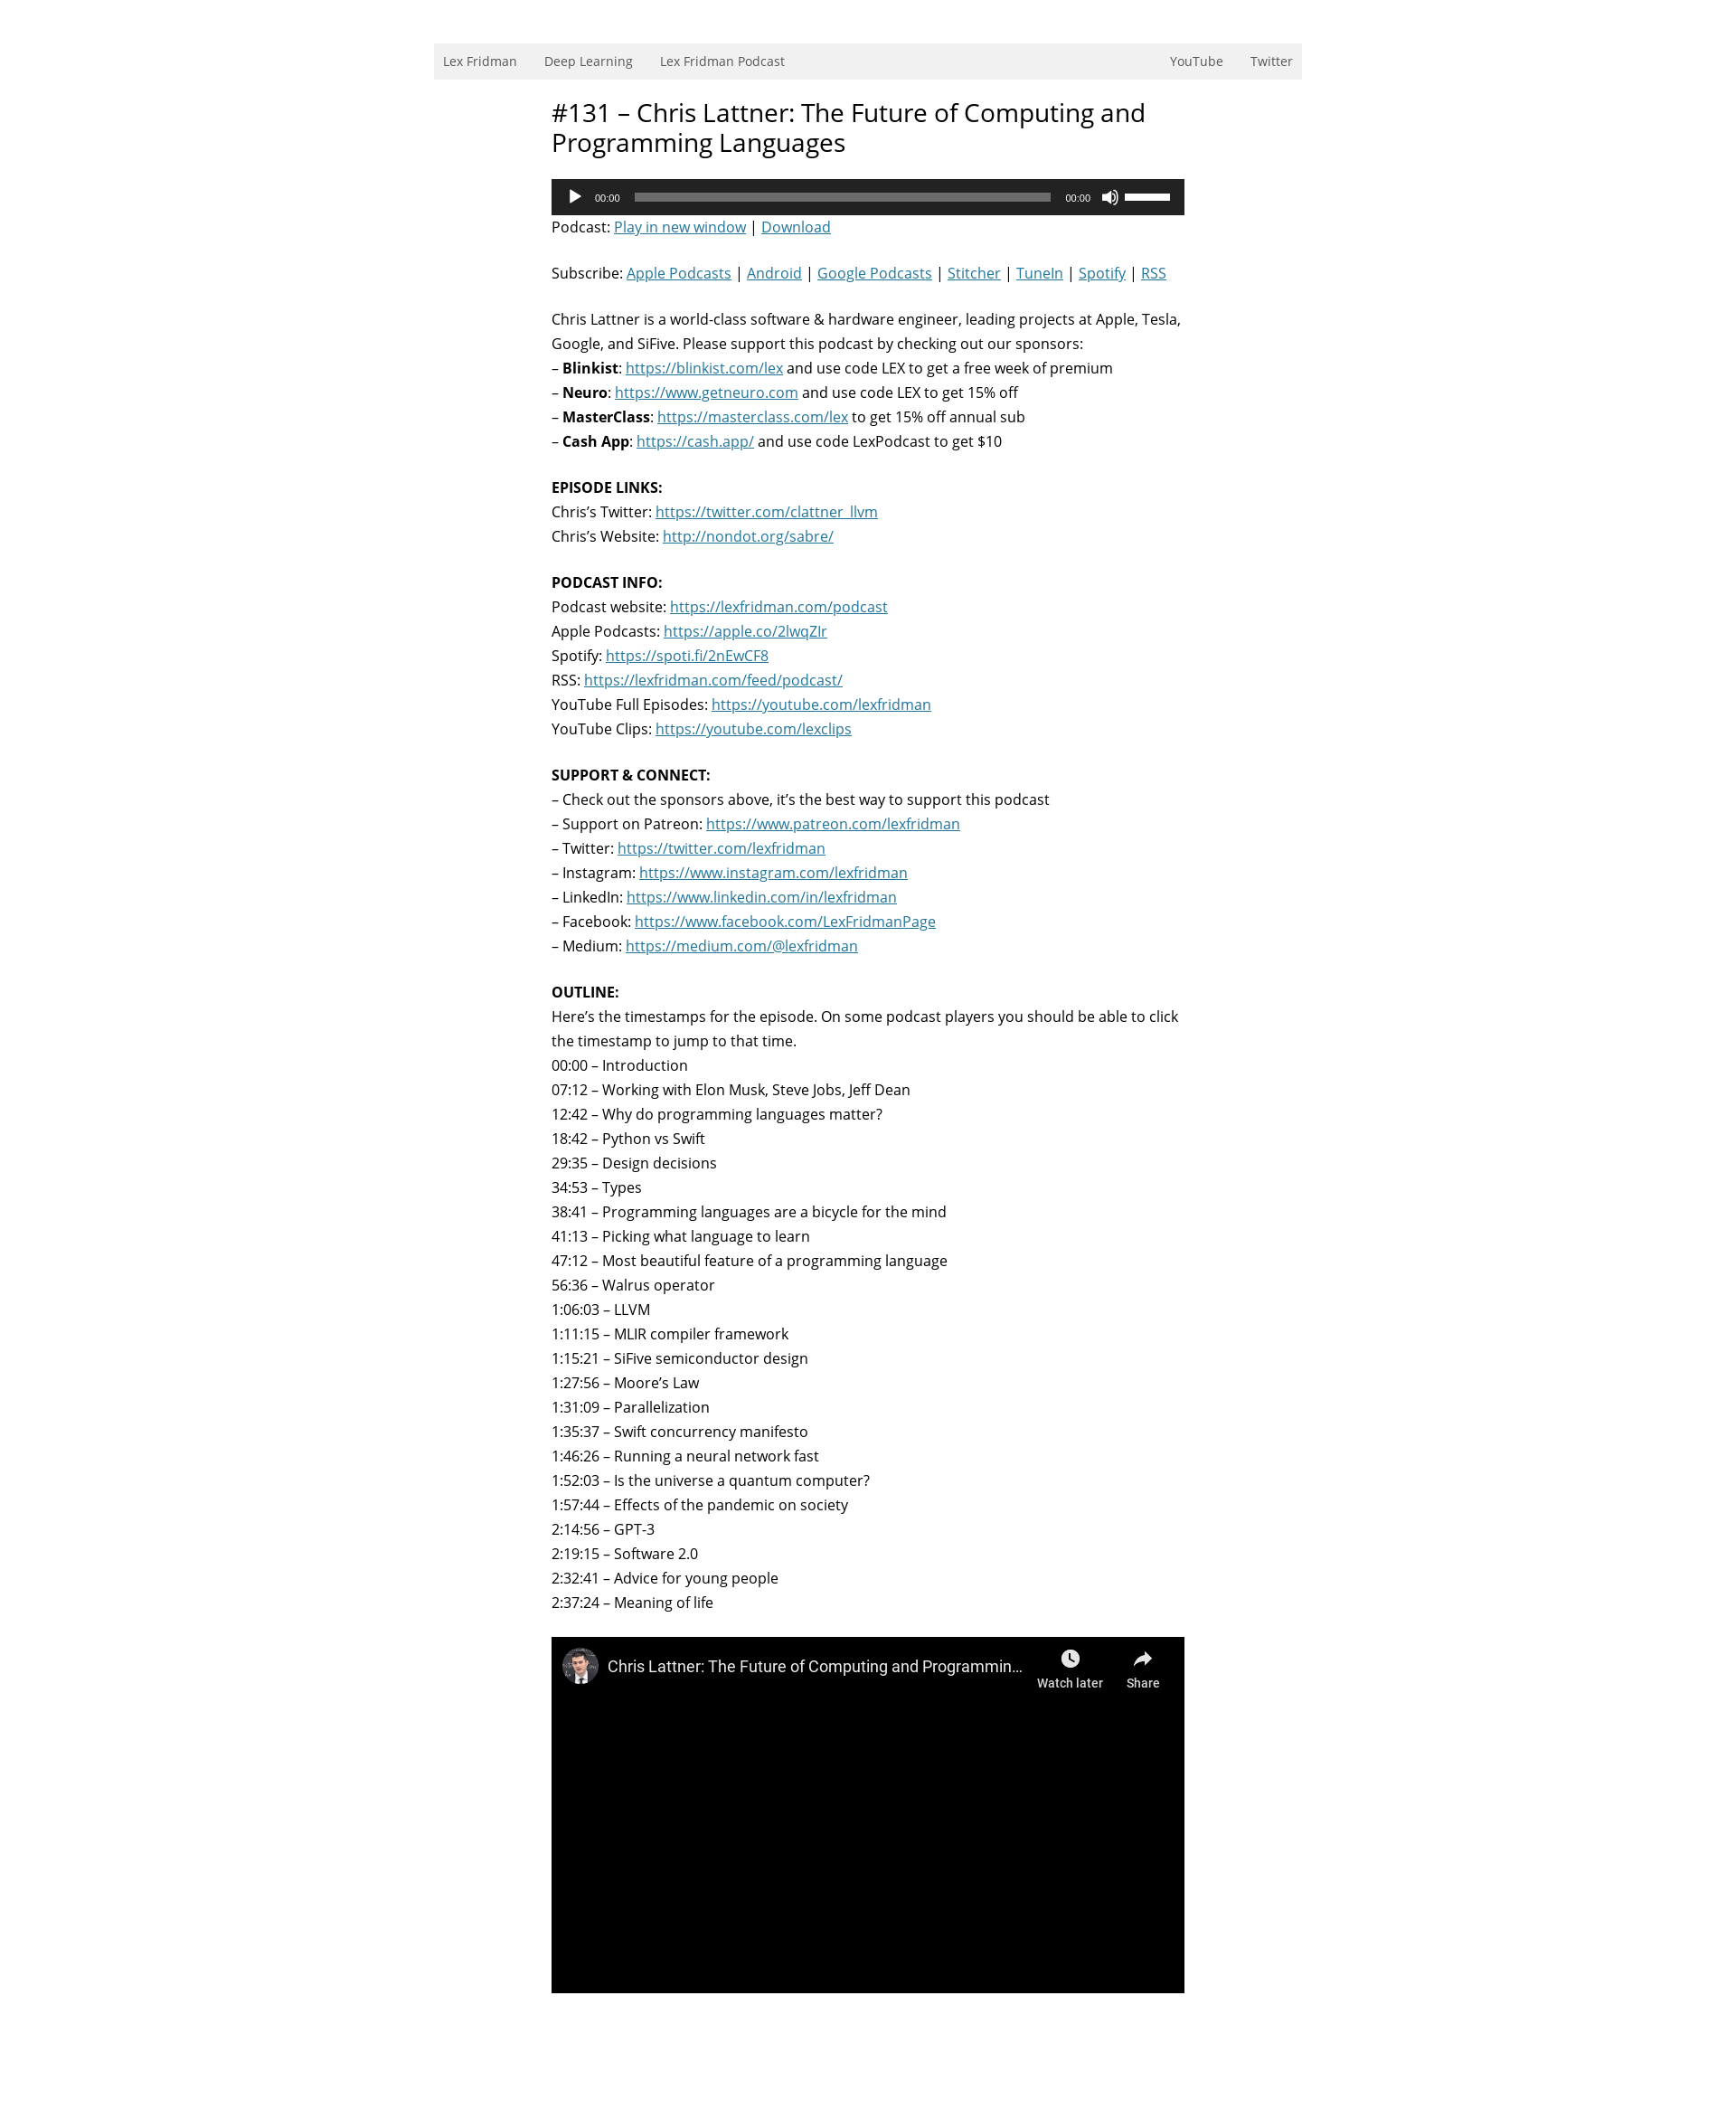 Lex Fridman Deep Learning Lex Fridman Podcast YouTube Twitter
#131 – Chris Lattner: The Future of Computing and
Programming Languages
00:00 00:00
Podcast: Play in new window | Download
Subscribe: Apple Podcasts | Android | Google Podcasts | Stitcher | TuneIn | Spotify | RSS
Chris Lattner is a world-class software & hardware engineer, leading projects at Apple, Tesla,
Google, and SiFive. Please support this podcast by checking out our sponsors:
– Blinkist: https://blinkist.com/lex and use code LEX to get a free week of premium
– Neuro: https://www.getneuro.com and use code LEX to get 15% off
– MasterClass: https://masterclass.com/lex to get 15% off annual sub
– Cash App: https://cash.app/ and use code LexPodcast to get $10
EPISODE LINKS:
Chris’s Twitter: https://twitter.com/clattner_llvm
Chris’s Website: http://nondot.org/sabre/
PODCAST INFO:
Podcast website: https://lexfridman.com/podcast
Apple Podcasts: https://apple.co/2lwqZIr
Spotify: https://spoti.fi/2nEwCF8
RSS: https://lexfridman.com/feed/podcast/
YouTube Full Episodes: https://youtube.com/lexfridman
YouTube Clips: https://youtube.com/lexclips
SUPPORT & CONNECT:
– Check out the sponsors above, it’s the best way to support this podcast
– Support on Patreon: https://www.patreon.com/lexfridman
– Twitter: https://twitter.com/lexfridman
– Instagram: https://www.instagram.com/lexfridman
– LinkedIn: https://www.linkedin.com/in/lexfridman
– Facebook: https://www.facebook.com/LexFridmanPage
– Medium: https://medium.com/@lexfridman
OUTLINE:
Here’s the timestamps for the episode. On some podcast players you should be able to click
the timestamp to jump to that time.
00:00 – Introduction
07:12 – Working with Elon Musk, Steve Jobs, Jeff Dean
12:42 – Why do programming languages matter?
18:42 – Python vs Swift
29:35 – Design decisions
34:53 – Types
38:41 – Programming languages are a bicycle for the mind
41:13 – Picking what language to learn
47:12 – Most beautiful feature of a programming language
56:36 – Walrus operator
1:06:03 – LLVM
1:11:15 – MLIR compiler framework
1:15:21 – SiFive semiconductor design
1:27:56 – Moore’s Law
1:31:09 – Parallelization
1:35:37 – Swift concurrency manifesto
1:46:26 – Running a neural network fast
1:52:03 – Is the universe a quantum computer?
1:57:44 – Effects of the pandemic on society
2:14:56 – GPT-3
2:19:15 – Software 2.0
2:32:41 – Advice for young people
2:37:24 – Meaning of life
Chris Lattner: The Future of Computing and Programmin…
Watch later Share